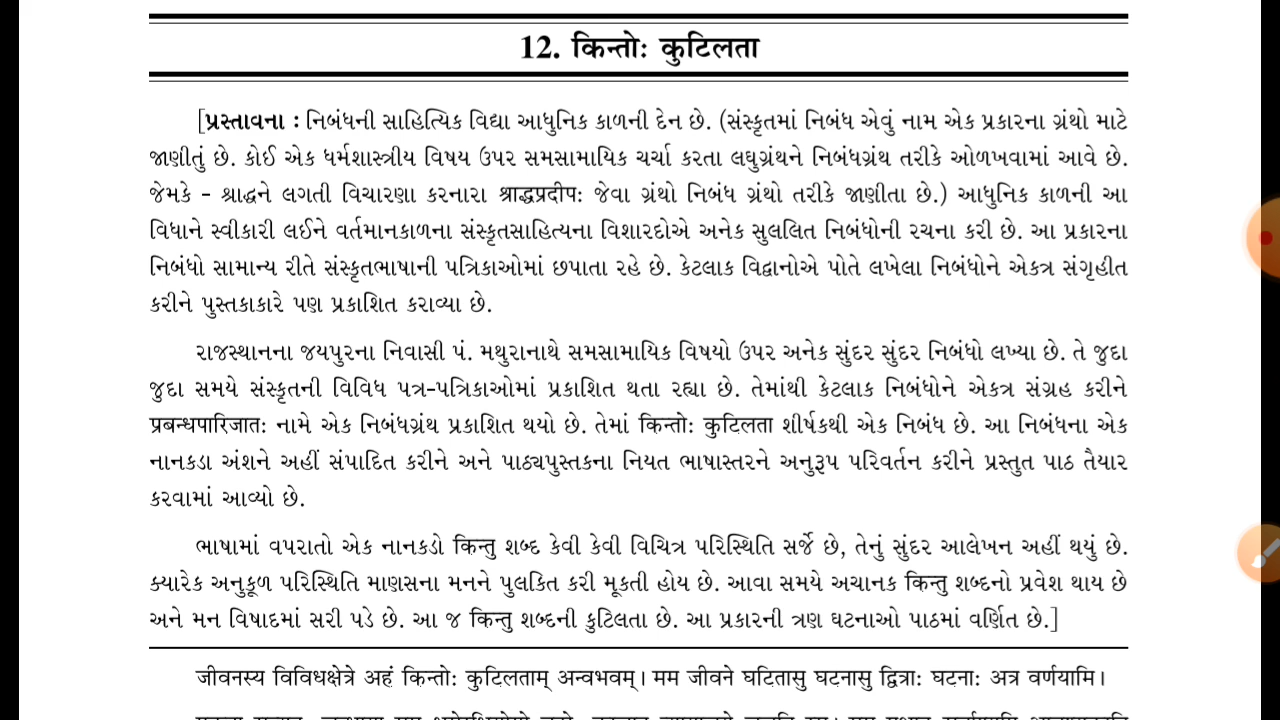 12. किन्तोः कुटिलता
[પ્રસ્તાવના : નિબંધની સાહિત્યિક વિદ્યા આધુનિક કાળની દેન છે. (સંસ્કૃતમાં નિબંધ એવું નામ એક પ્રકારના ગ્રંથો માટે
જાણીતું છે. કોઈ એક ધર્મશાસ્ત્રીય વિષય ઉપર સમસામાયિક ચર્ચા કરતા લઘુગ્રંથને નિબંધગ્રંથ તરીકે ઓળખવામાં આવે છે.
જેમકે - શ્રાદ્ધને લગતી વિચારણા કરનારા श्राद्धप्रदीपः જેવા ગ્રંથો નિબંધ ગ્રંથો તરીકે જાણીતા છે.) આધુનિક કાળની આ
વિધાને સ્વીકારી લઈને વર્તમાનકાળના સંસ્કૃતસાહિત્યના વિશારદોએ અનેક સુલલિત નિબંધોની રચના કરી છે. આ પ્રકારના
નિબંધો સામાન્ય રીતે સંસ્કૃતભાષાની પત્રિકાઓમાં છપાતા રહે છે. કેટલાક વિદ્વાનોએ પોતે લખેલા નિબંધોને એકત્ર સંગૃહીત
કરીને પુસ્તકાકારે પણ પ્રકાશિત કરાવ્યા છે.
રાજસ્થાનના જયપુરના નિવાસી પં. મથુરાનાથે સમસામાયિક વિષયો ઉપર અનેક સુંદર સુંદર નિબંધો લખ્યા છે. તે જુદા
જુદા સમયે સંસ્કૃતની વિવિધ પત્ર-પત્રિકાઓમાં પ્રકાશિત થતા રહ્યા છે. તેમાંથી કેટલાક નિબંધોને એકત્ર સંગ્રહ કરીને
प्रबन्धपारिजातः નામે એક નિબંધગ્રંથ પ્રકાશિત થયો છે. તેમાં किन्तोः कुटिलता શીર્ષકથી એક નિબંધ છે. આ નિબંધના એક
નાનકડા અંશને અહીં સંપાદિત કરીને અને પાઠ્યપુસ્તકના નિયત ભાષાસ્તરને અનુરૂપ પરિવર્તન કરીને પ્રસ્તુત પાઠ તૈયાર
કરવામાં આવ્યો છે.
ભાષામાં વપરાતો એક નાનકડો किन्तु શબ્દ કેવી કેવી વિચિત્ર પરિસ્થિતિ સર્જે છે, તેનું સુંદર આલેખન અહીં થયું છે.
ક્યારેક અનુકૂળ પરિસ્થિતિ માણસના મનને પુલકિત કરી મૂકતી હોય છે. આવા સમયે અચાનક किन्तु શબ્દનો પ્રવેશ થાય છે
અને મન વિષાદમાં સરી પડે છે. આ જ किन्तु શબ્દની કુટિલતા છે. આ પ્રકારની ત્રણ ઘટનાઓ પાઠમાં વર્ણિત છે.]
जीवनस्य विविधक्षेत्रे अहं किन्तोः कुटिलताम् अन्वभवम्। मम जीवने घटितासु घटनासु द्वित्राः घटनाः अत्र वर्णयामि।